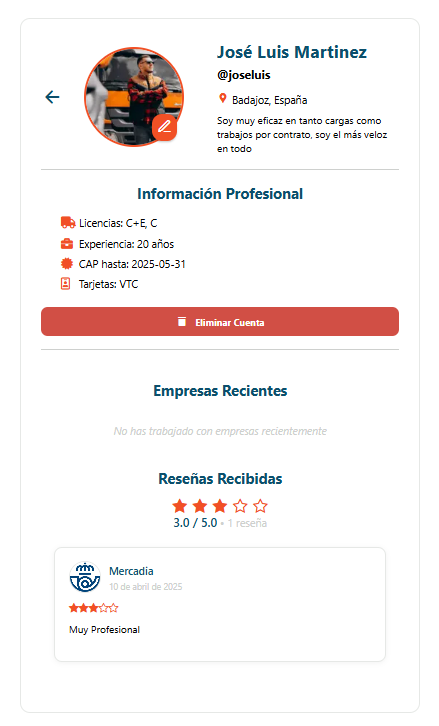 José Luis Martinez
@joseluis
Badajoz, España
Soy muy eficaz en tanto cargas como
trabajos por contrato, soy el más veloz
en todo
Información Profesional
Licencias: C+E, C
Experiencia: 20 años
CAP hasta: 2025-05-31
Tarjetas: VTC
Eliminar Cuenta
Empresas Recientes
No has trabajado con empresas recientemente
Reseñas Recibidas
3.0 / 5.0 • 1 reseña
Mercadia
10 de abril de 2025
Muy Profesional